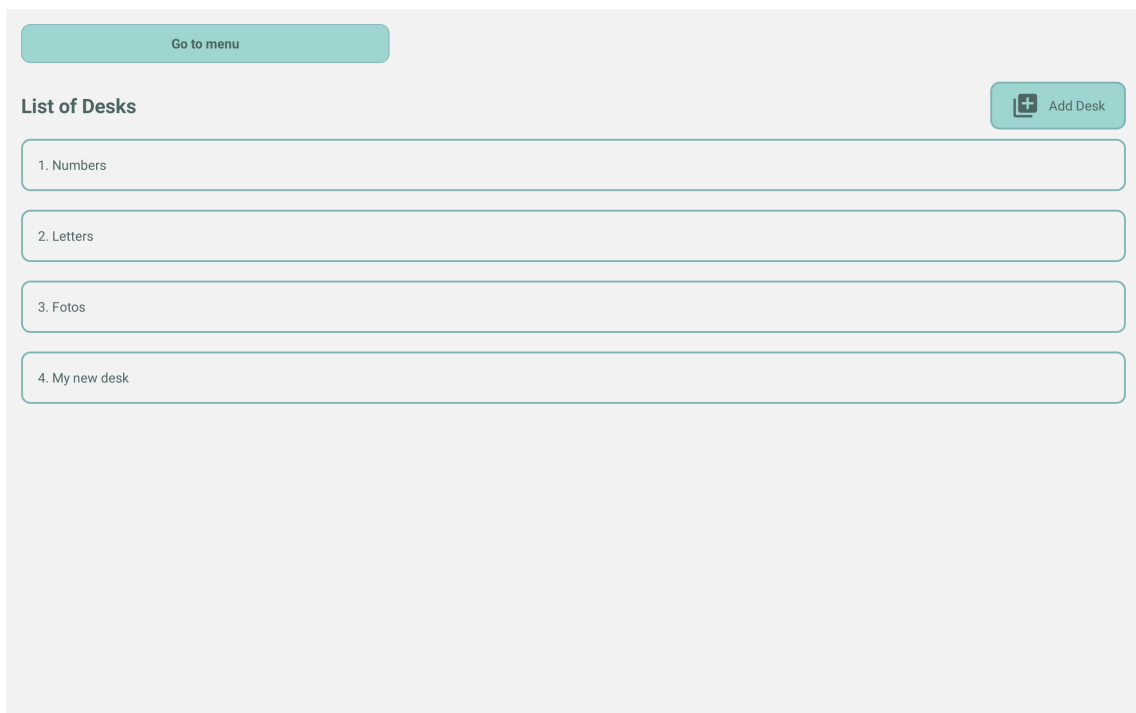 Go to menu
List of Desks
Add Desk
1. Numbers
2. Letters
3. Fotos
4. My new desk